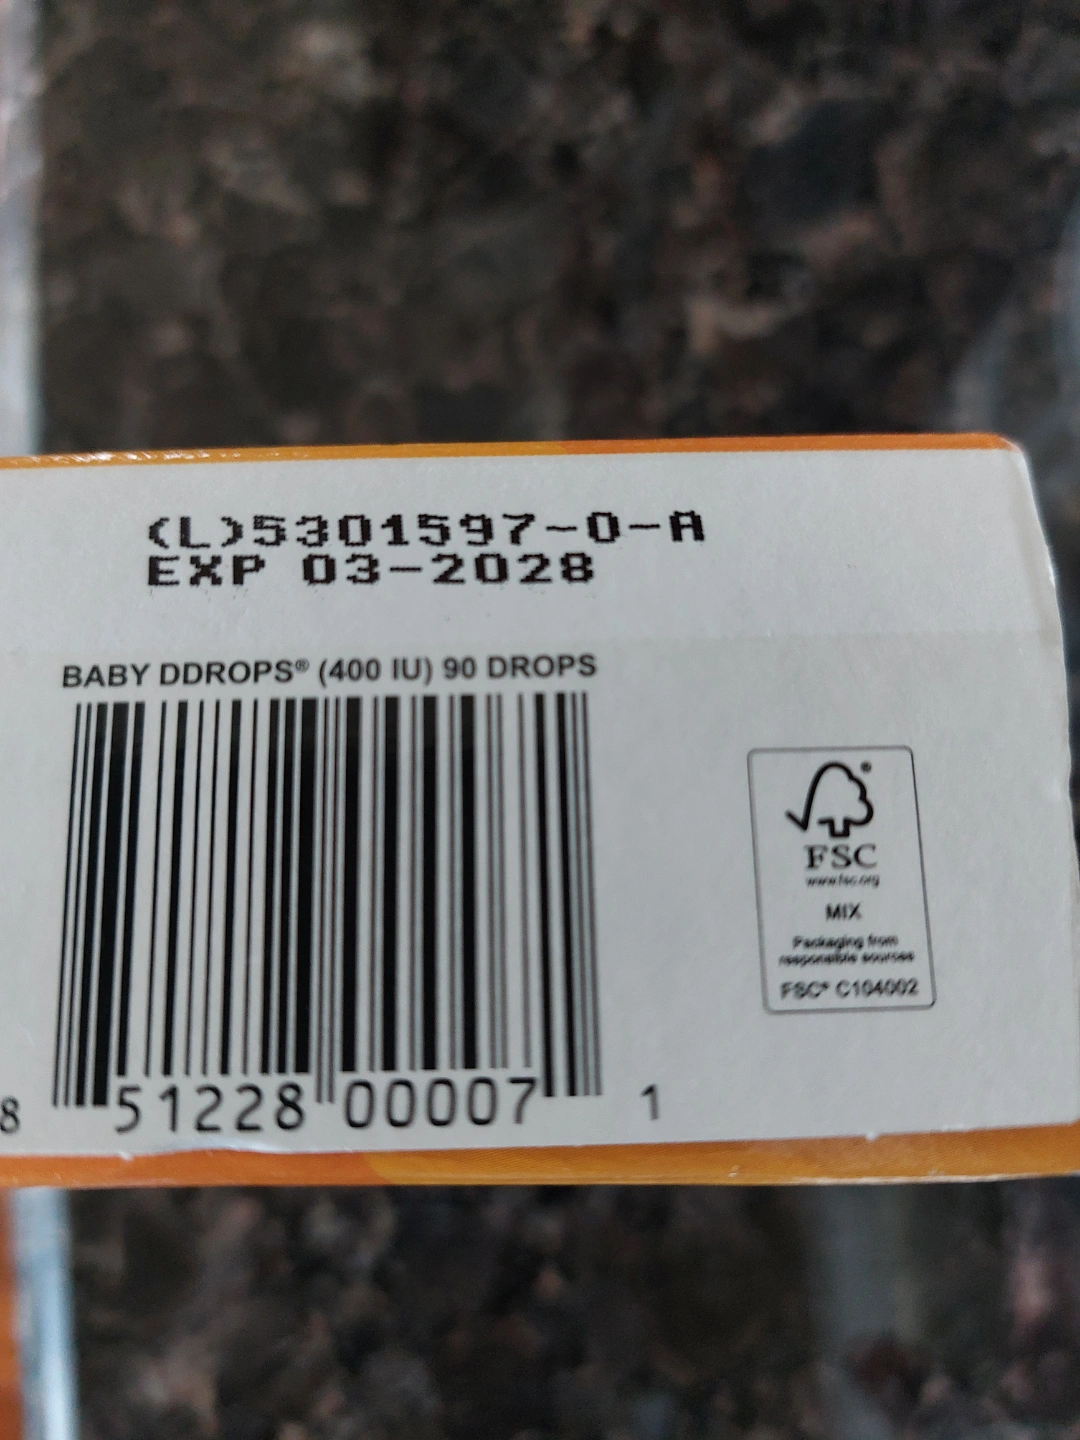 (L)5301597-0-A
EXP 03-2028
BABY DDROPS® (400 IU) 90 DROPS
8 51228 00007 1
FSC
www.fsc.org
MIX
Packaging from
responsible sources
FSC® C104002